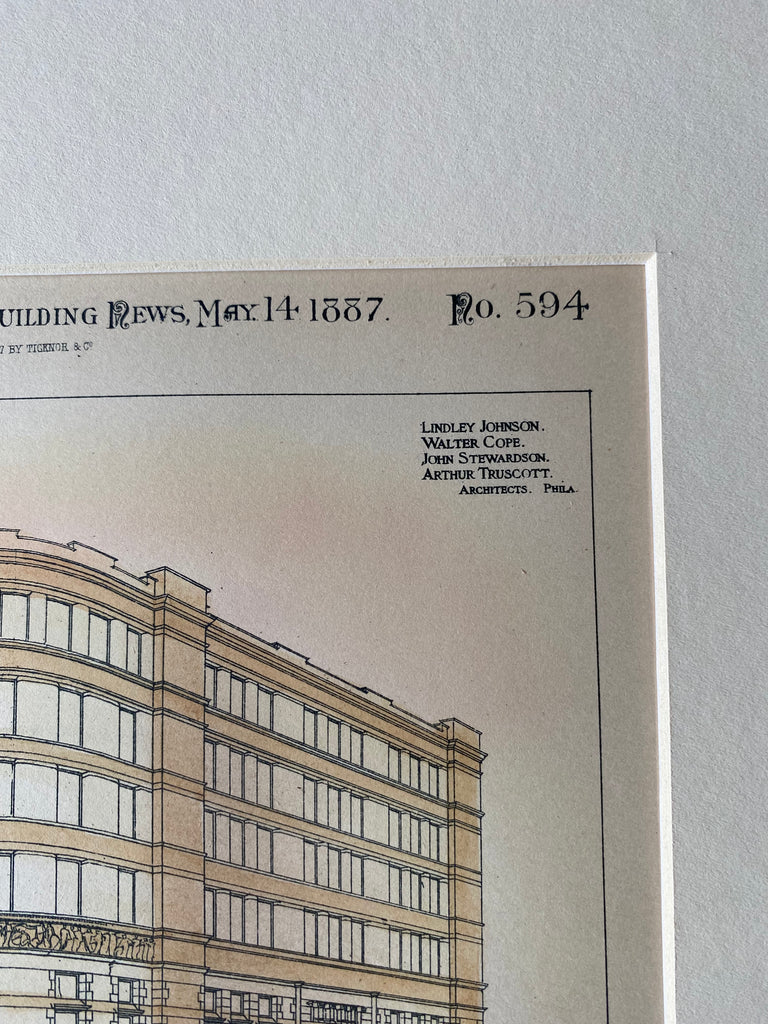 UILDING NEWS, MAY. 14 1887. No. 594
7 BY TICKNOR & Co
LINDLEY JOHNSON.
WALTER COPE.
JOHN STEWARDSON.
ARTHUR TRUSCOTT.
ARCHITECTS. PHILA.